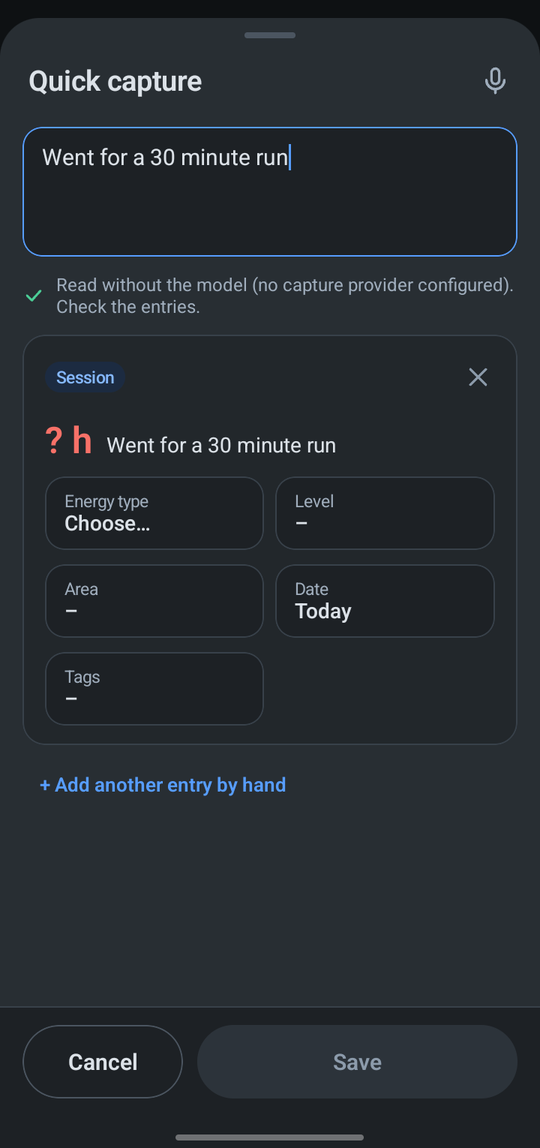 Quick capture
Went for a 30 minute run
Read without the model (no capture provider configured).
Check the entries.
Session
? h Went for a 30 minute run
Energy type
Choose…
Level
–
Area
–
Date
Today
Tags
–
+ Add another entry by hand
Cancel
Save